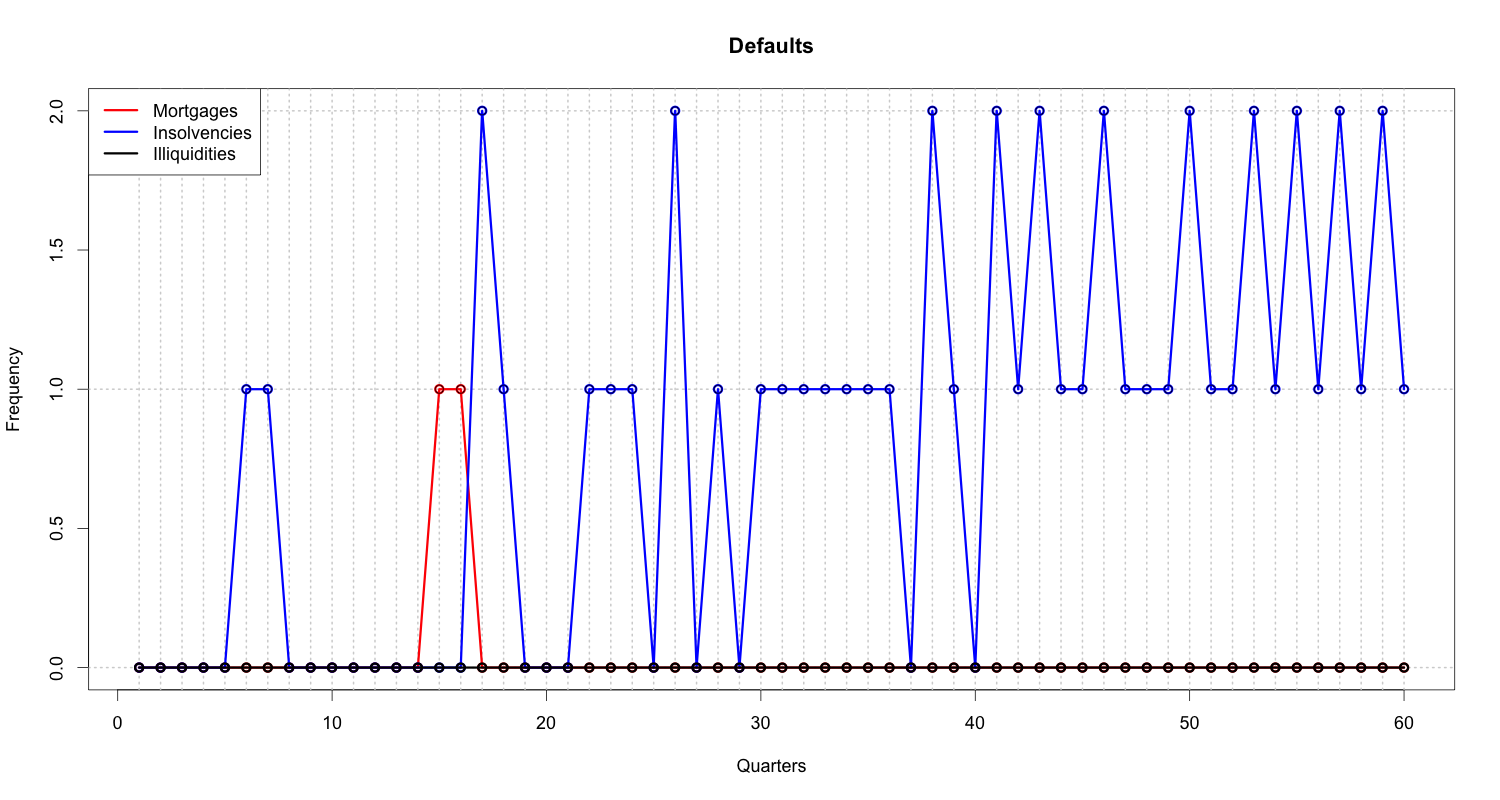 Defaults
Mortgages
Insolvencies
Illiquidities
Frequency
2.0
1.5
1.0
0.5
0.0
0 10 20 30 40 50 60
Quarters